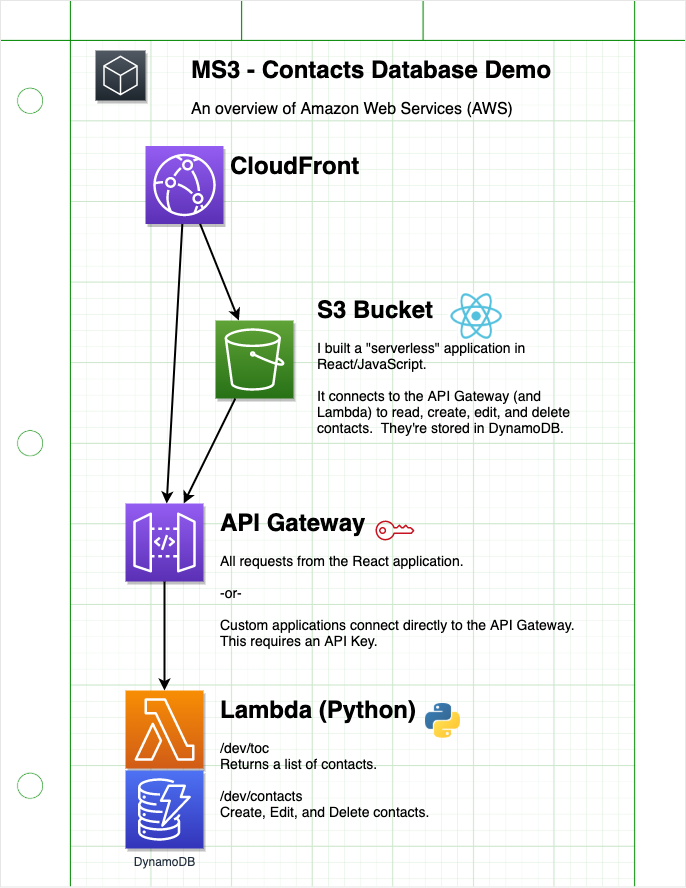 MS3 - Contacts Database Demo
An overview of Amazon Web Services (AWS)
CloudFront
S3 Bucket
I built a "serverless" application in
React/JavaScript.
It connects to the API Gateway (and
Lambda) to read, create, edit, and delete
contacts.  They're stored in DynamoDB.
API Gateway
</>
All requests from the React application.
-or-
Custom applications connect directly to the API Gateway.
This requires an API Key.
Lambda (Python)
/dev/toc
Returns a list of contacts.
/dev/contacts
Create, Edit, and Delete contacts.
DynamoDB